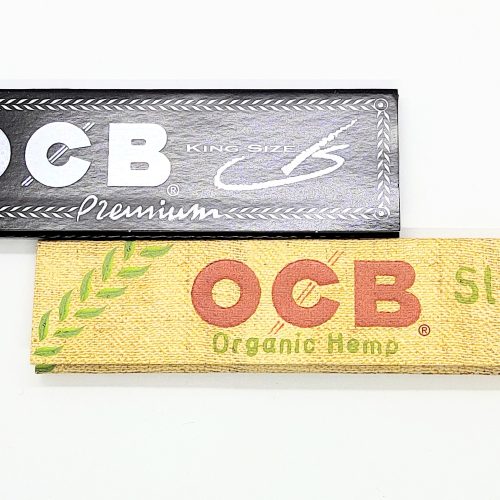 OCB® KING SIZE
Premium
OCB®
Organic Hemp